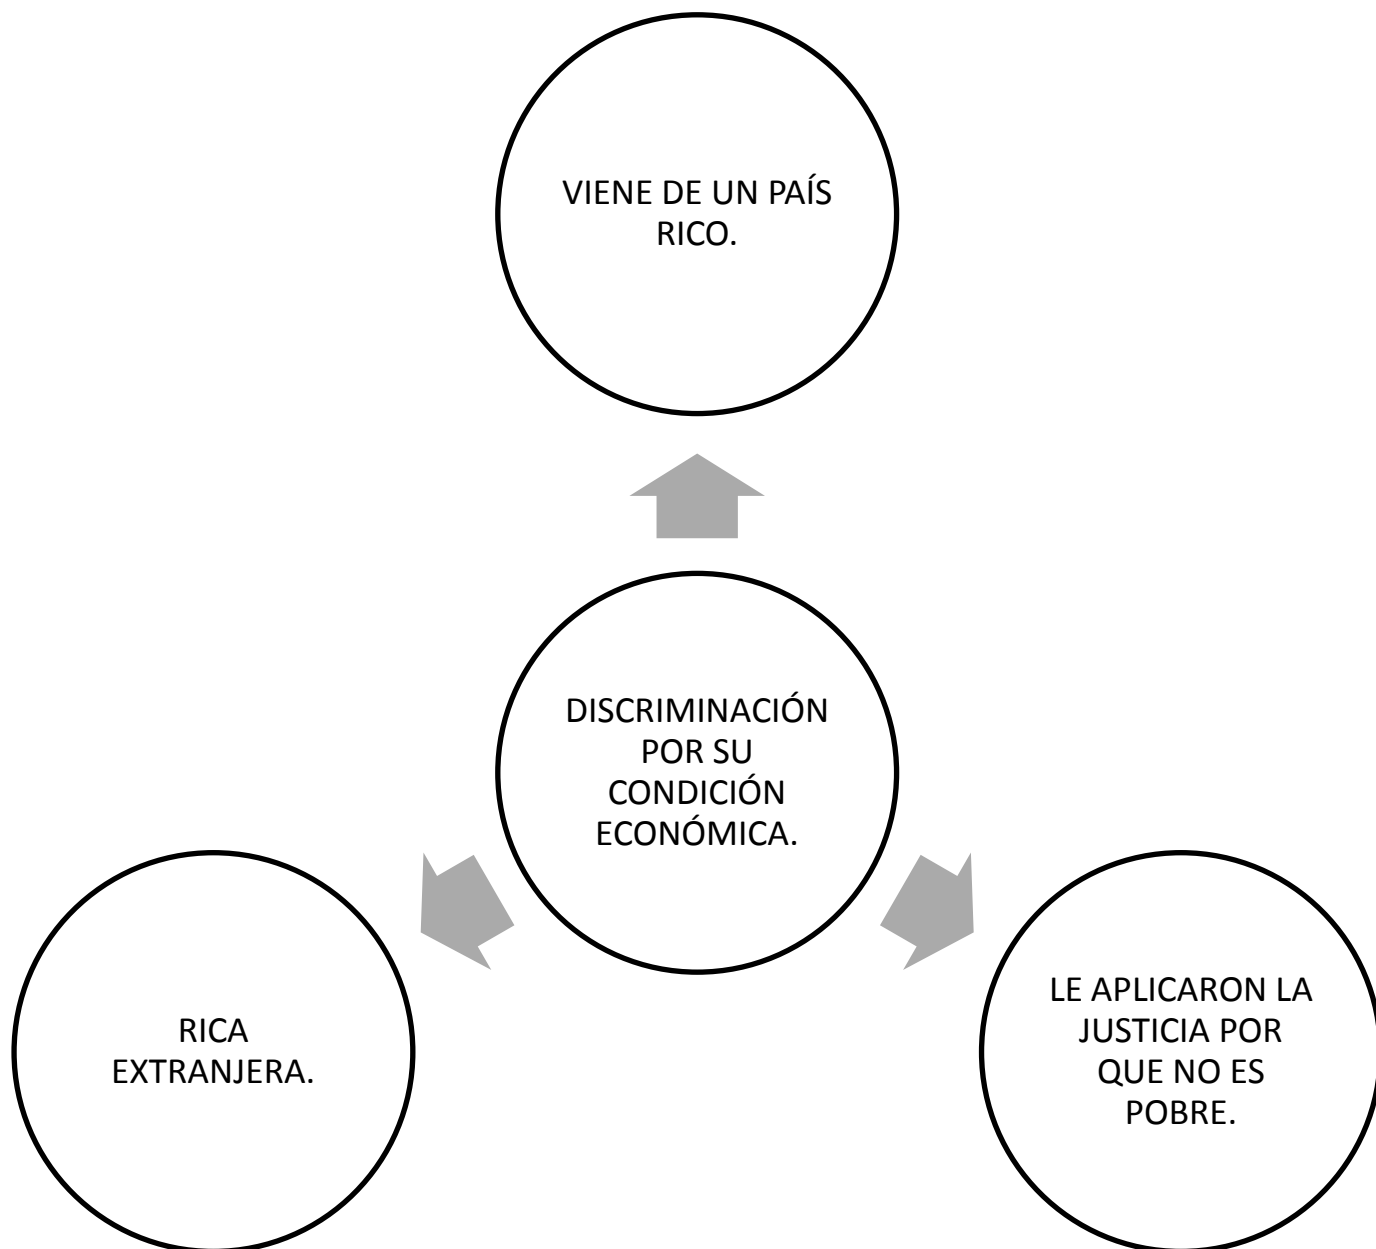 VIENE DE UN PAÍS
RICO.
DISCRIMINACIÓN
POR SU
CONDICIÓN
ECONÓMICA.
RICA
EXTRANJERA.
LE APLICARON LA
JUSTICIA POR
QUE NO ES
POBRE.